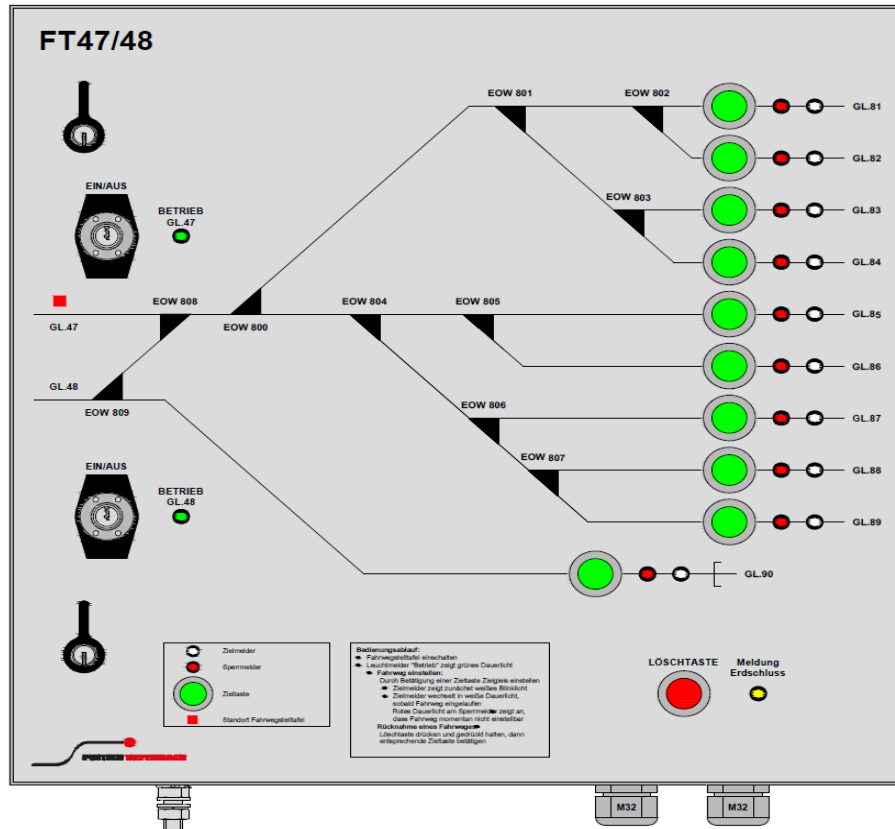 FT47/48
EOW 801
EOW 802
GL.81
GL.82
EOW 803
GL.83
GL.84
EIN/AUS
BETRIEB
GL.47
EOW 808
EOW 804
EOW 805
GL.85
GL.47
EOW 800
GL.86
GL.48
EOW 809
EOW 806
GL.87
EOW 807
GL.88
EIN/AUS
BETRIEB
GL.48
GL.89
GL.90
Zielmelder
Sperrmelder
Zieltaste
Standort Fahrwegstelltafel
Bedienungsablauf:
Fahrwegstelltafel einschalten
Leuchtmelder "Betrieb" zeigt grünes Dauerlicht
Fahrweg einstellen:
Durch Betätigung einer Zieltaste Zielgleis einstellen
Zielmelder zeigt zunächst weißes Blinklicht
Zielmelder wechselt in weiße Dauerlicht,
sobald Fahrweg eingelaufen
Rotes Dauerlicht am Sperrmelder zeigt an,
dass Fahrweg momentan nicht einstellbar
Rücknahme eines Fahrweges
Löschtaste drücken und gedrückt halten, dann
entsprechende Zieltaste betätigen
LÖSCHTASTE
Meldung
Erdschluss
M32
M32